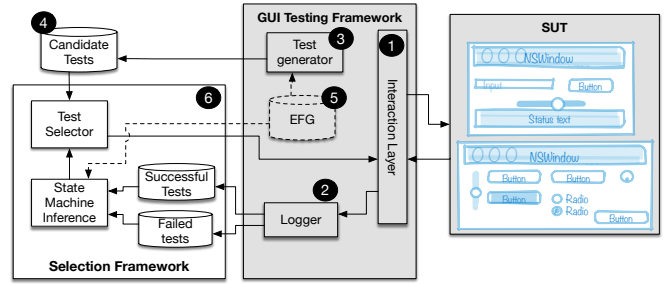 GUI Testing Framework
SUT
4
Candidate
Tests
Test
generator
3
1
Interaction Layer
NSWindow
Input
Button
Status text
6
5
EFG
Test
Selector
NSWindow
Button
Button
Button
Radio
Radio
Button
State
Machine
Inference
Successful
Tests
2
Logger
Failed
tests
Selection Framework